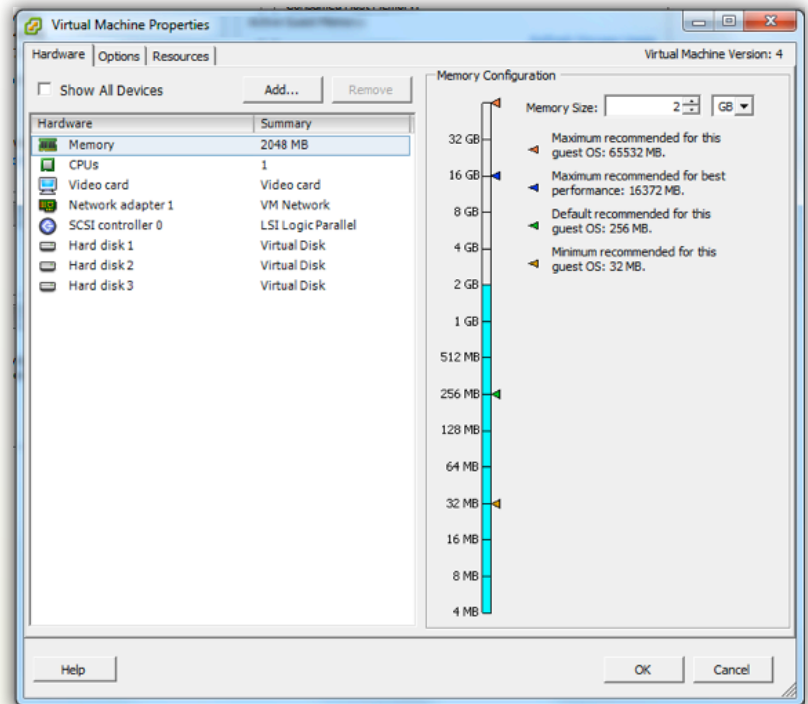 Virtual Machine Properties
Hardware
Options
Resources
Virtual Machine Version: 4
Show All Devices
Add...
Remove
Hardware Summary
Memory 2048 MB
CPUs 1
Video card Video card
Network adapter 1 VM Network
SCSI controller 0 LSI Logic Parallel
Hard disk 1 Virtual Disk
Hard disk 2 Virtual Disk
Hard disk 3 Virtual Disk
Memory Configuration
32 GB
16 GB
8 GB
4 GB
2 GB
1 GB
512 MB
256 MB
128 MB
64 MB
32 MB
16 MB
8 MB
4 MB
Memory Size: 2 GB
Maximum recommended for this
guest OS: 65532 MB.
Maximum recommended for best
performance: 16372 MB.
Default recommended for this
guest OS: 256 MB.
Minimum recommended for this
guest OS: 32 MB.
Help
OK
Cancel